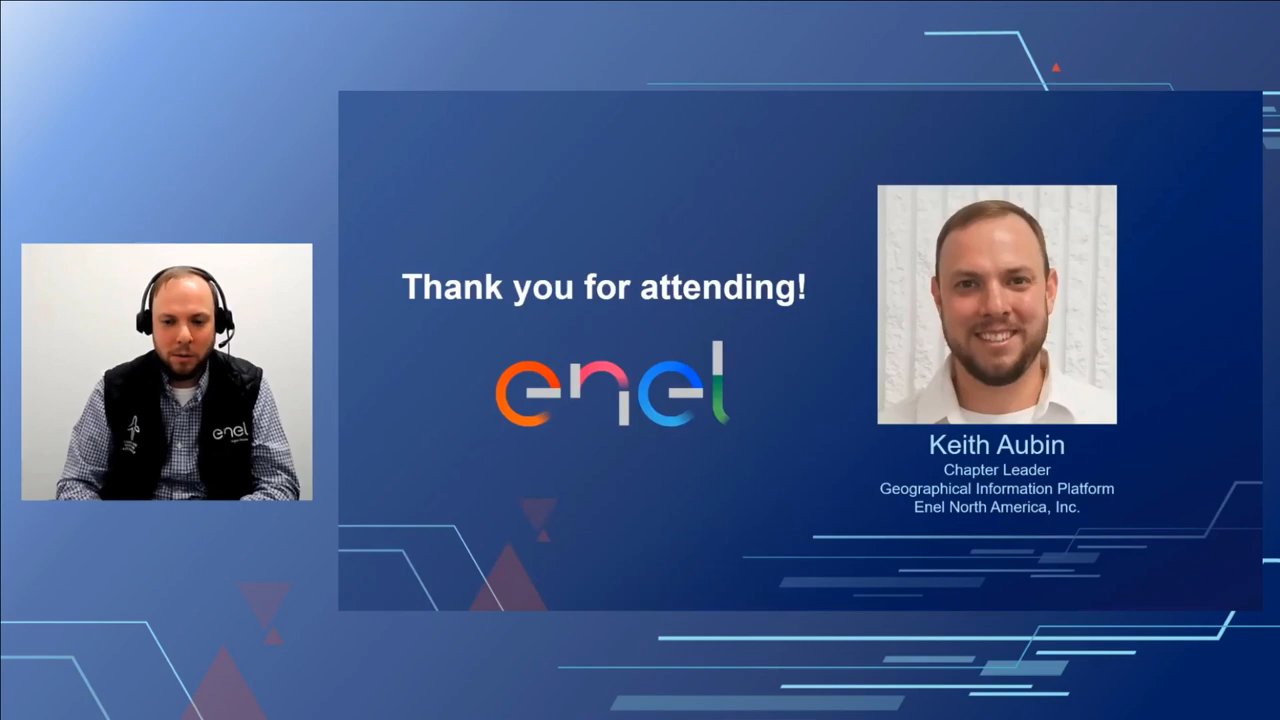 Thank you for attending!
enel
Keith Aubin
Chapter Leader
Geographical Information Platform
Enel North America, Inc.
enel